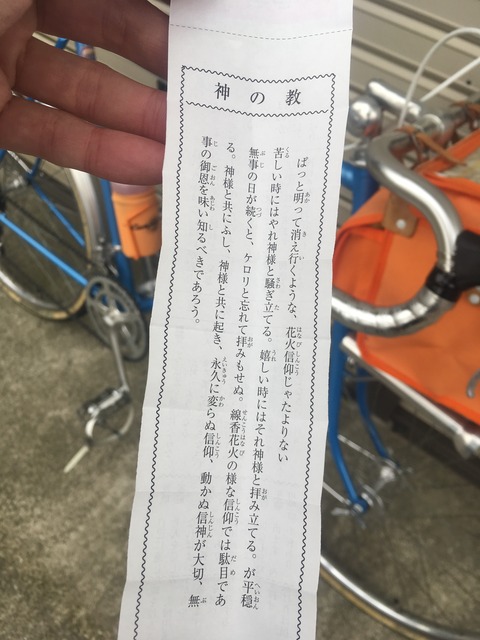 神の教
ぱっと明って消え行くような、花火信仰じゃたよりない
苦しい時にはやれ神様と騒ぎ立てる。嬉しい時にはそれ神様と拝み立てる。が平穏
無事の日が続くと、ケロリと忘れて拝みもせぬ。線香花火の様な信仰では駄目であ
る。神様と共にふし、神様と共に起き、永久に変らぬ信仰、動かぬ信神が大切、無
事の御恩を味い知るべきであろう。